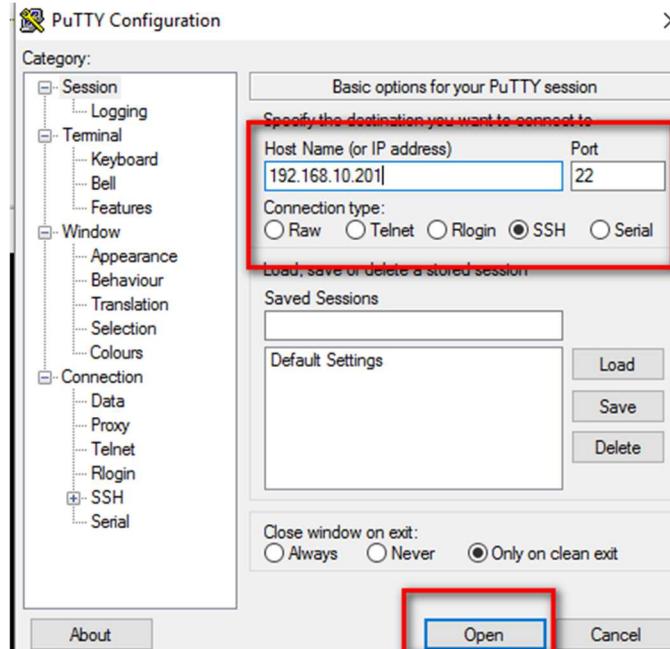 PuTTY Configuration
Category:
Session
Logging
Terminal
Keyboard
Bell
Features
Window
Appearance
Behaviour
Translation
Selection
Colours
Connection
Data
Proxy
Telnet
Rlogin
SSH
Serial
Basic options for your PuTTY session
Specify the destination you want to connect to
Host Name (or IP address) Port
192.168.10.201 22
Connection type:
Raw Telnet Rlogin SSH Serial
Load, save or delete a stored session
Saved Sessions
Default Settings
Load
Save
Delete
Close window on exit:
Always Never Only on clean exit
About Open Cancel